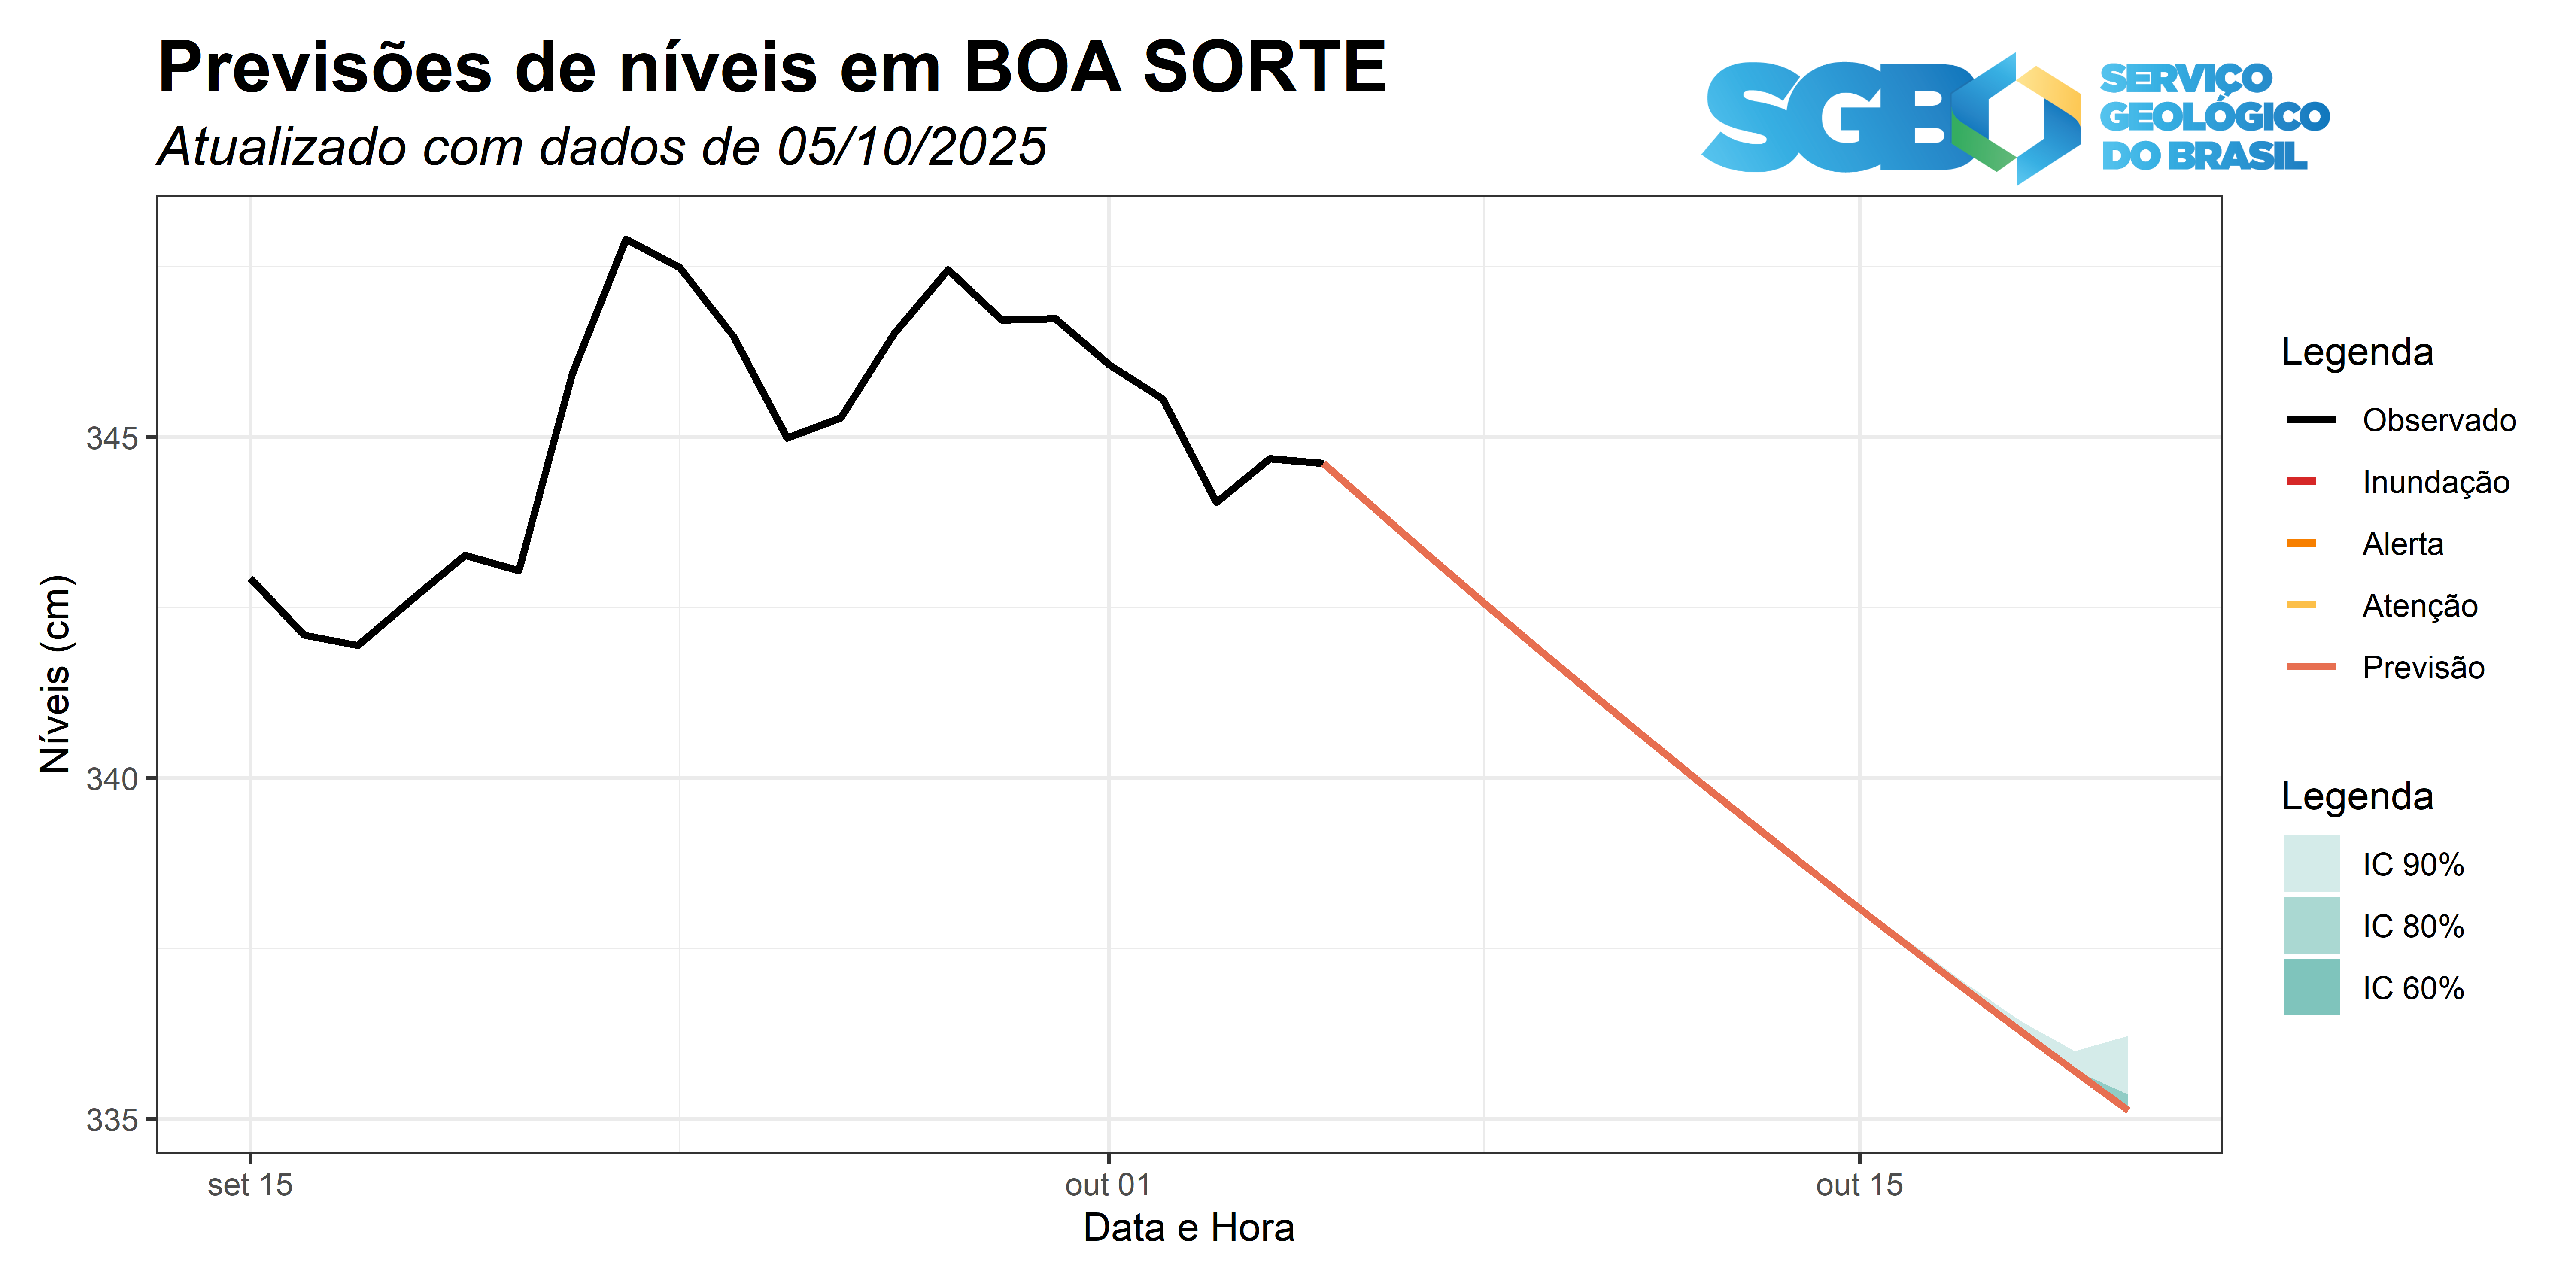 Previsões de níveis em BOA SORTE
Atualizado com dados de 05/10/2025
SGB
SERVIÇO
GEOLÓGICO
DO BRASIL
Níveis (cm)
345
340
335
set 15
out 01
out 15
Data e Hora
Legenda
Observado
Inundação
Alerta
Atenção
Previsão
Legenda
IC 90%
IC 80%
IC 60%